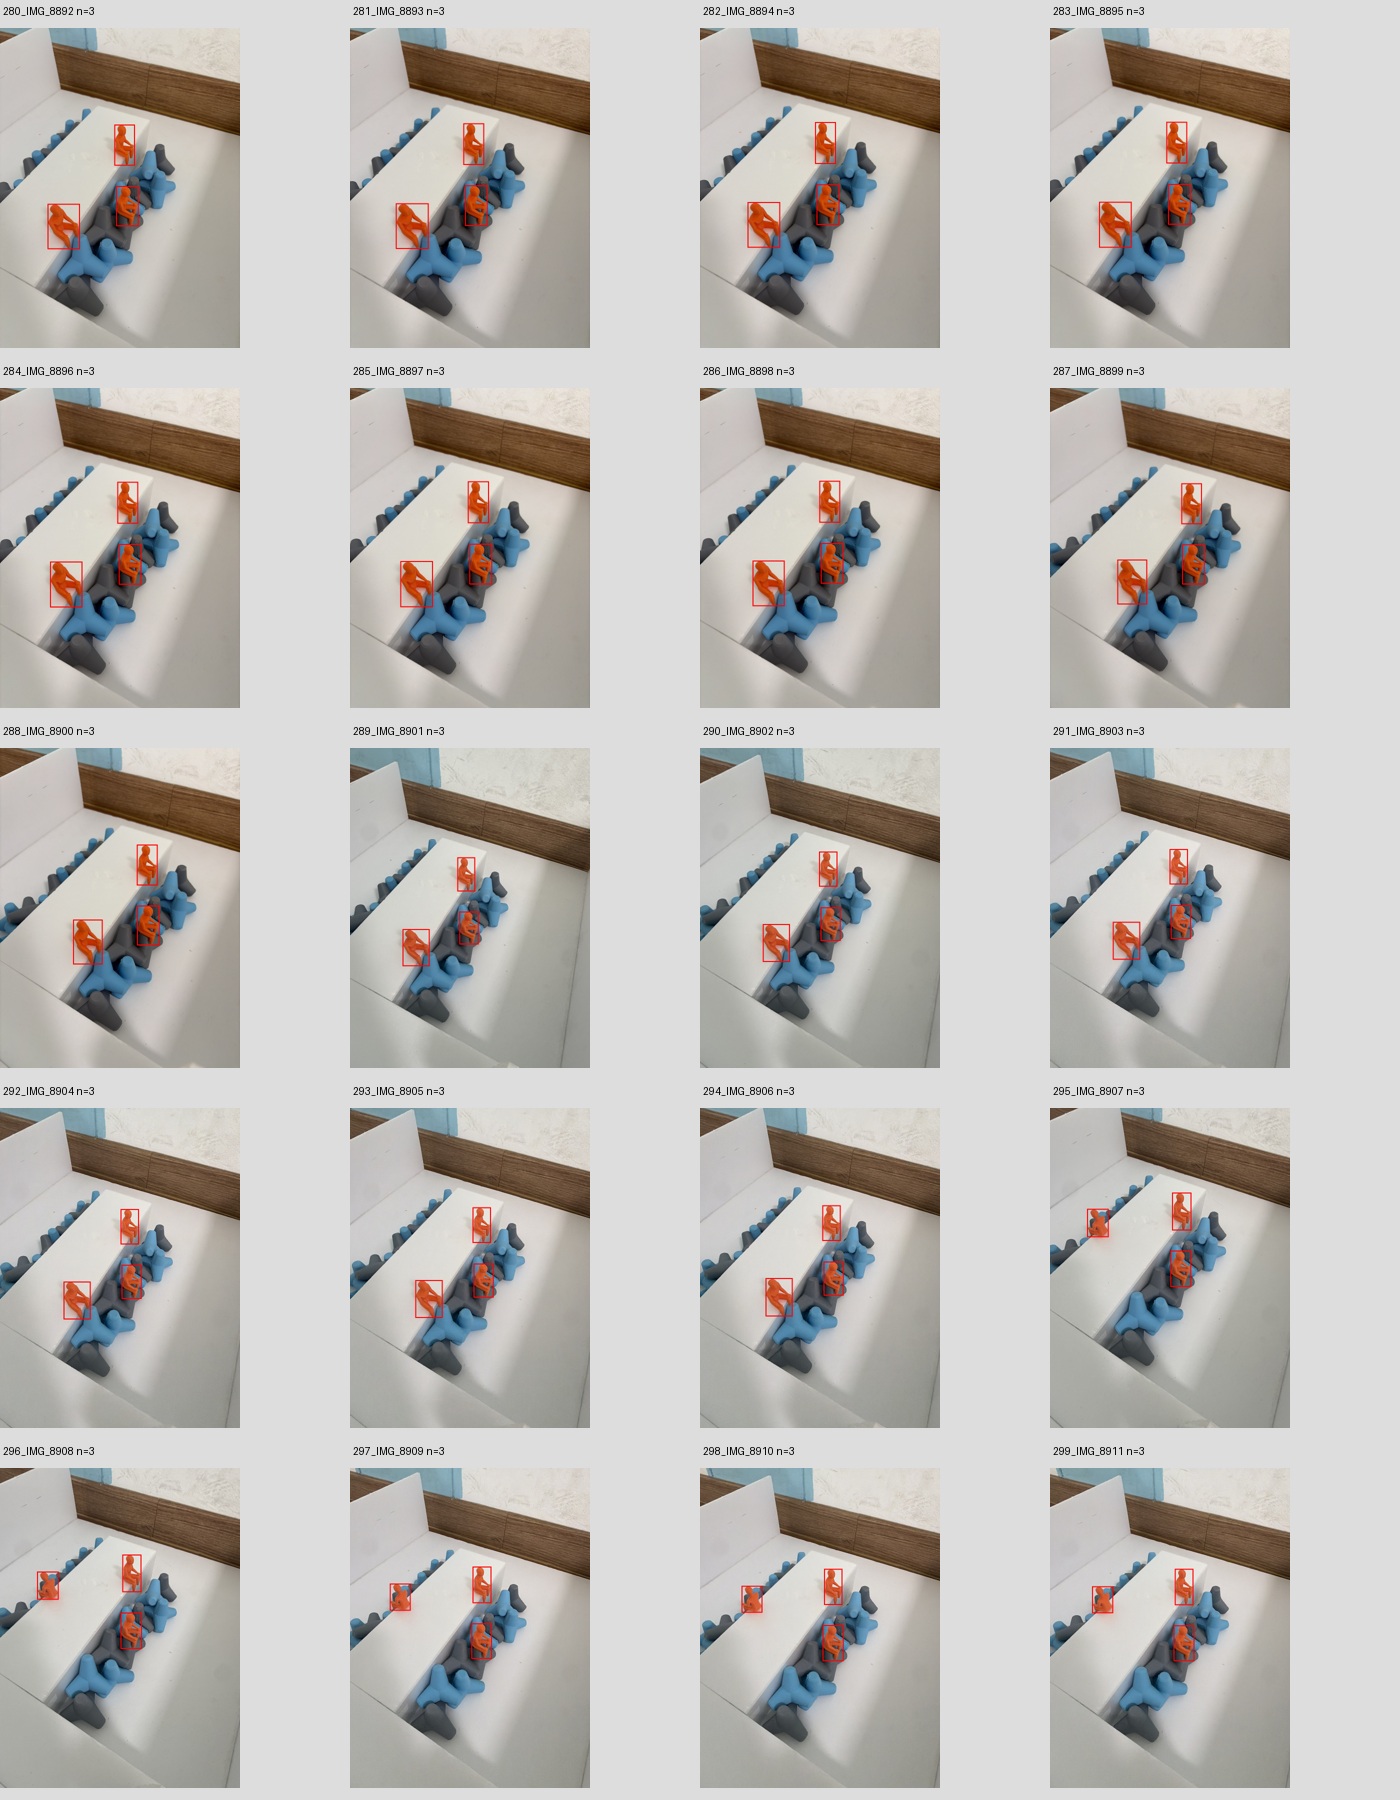 280_IMG_8892 n=3
281_IMG_8893 n=3
282_IMG_8894 n=3
283_IMG_8895 n=3
284_IMG_8896 n=3
285_IMG_8897 n=3
286_IMG_8898 n=3
287_IMG_8899 n=3
288_IMG_8900 n=3
289_IMG_8901 n=3
290_IMG_8902 n=3
291_IMG_8903 n=3
292_IMG_8904 n=3
293_IMG_8905 n=3
294_IMG_8906 n=3
295_IMG_8907 n=3
296_IMG_8908 n=3
297_IMG_8909 n=3
298_IMG_8910 n=3
299_IMG_8911 n=3